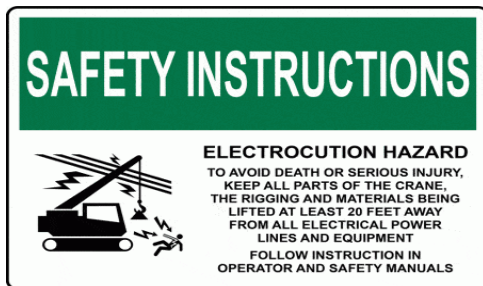 SAFETY INSTRUCTIONS
ELECTROCUTION HAZARD
TO AVOID DEATH OR SERIOUS INJURY,
KEEP ALL PARTS OF THE CRANE,
THE RIGGING AND MATERIALS BEING
LIFTED AT LEAST 20 FEET AWAY
FROM ALL ELECTRICAL POWER
LINES AND EQUIPMENT
FOLLOW INSTRUCTION IN
OPERATOR AND SAFETY MANUALS